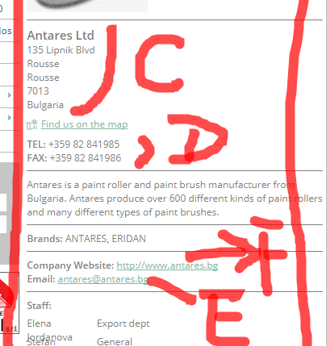 ios
Antares Ltd
135 Lipnik Blvd
Rousse
Rousse
7013
Bulgaria
Find us on the map
TEL: +359 82 841985
FAX: +359 82 841986
Antares is a paint roller and paint brush manufacturer from
Bulgaria. Antares produce over 600 different kinds of paint rollers
and many different types of paint brushes.
Brands: ANTARES, ERIDAN
Company Website: http://www.antares.bg
Email: antares@antares.bg
Staff:
Elena Export dept
Iordanova
Stefan General
J C
D
E
s.r.l.